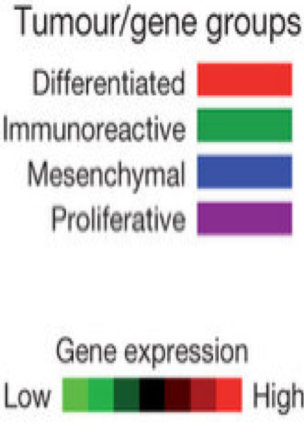 Tumour/gene groups
Differentiated
Immunoreactive
Mesenchymal
Proliferative
Gene expression
Low High